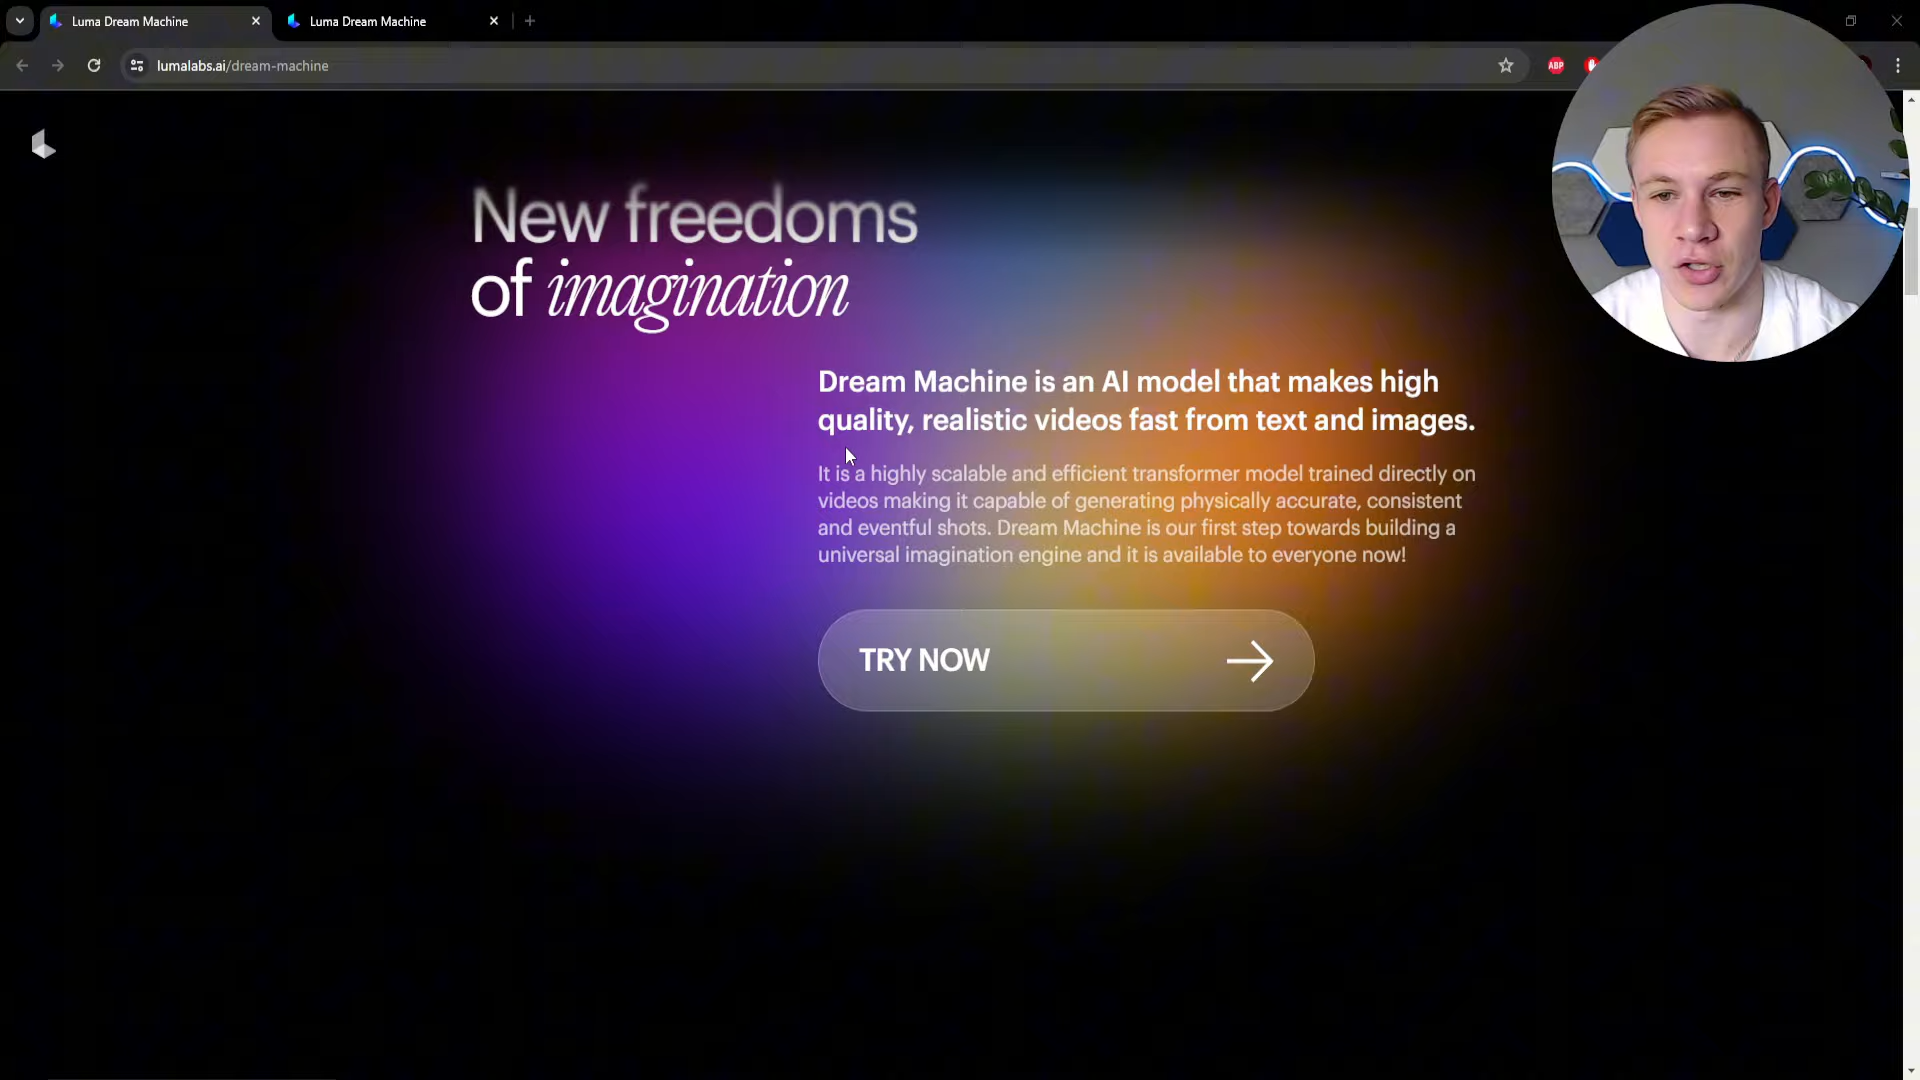 Luma Dream Machine
Luma Dream Machine
lumalabs.ai/dream-machine
ABP
New freedoms
of imagination
Dream Machine is an AI model that makes high
quality, realistic videos fast from text and images.
It is a highly scalable and efficient transformer model trained directly on
videos making it capable of generating physically accurate, consistent
and eventful shots. Dream Machine is our first step towards building a
universal imagination engine and it is available to everyone now!
TRY NOW